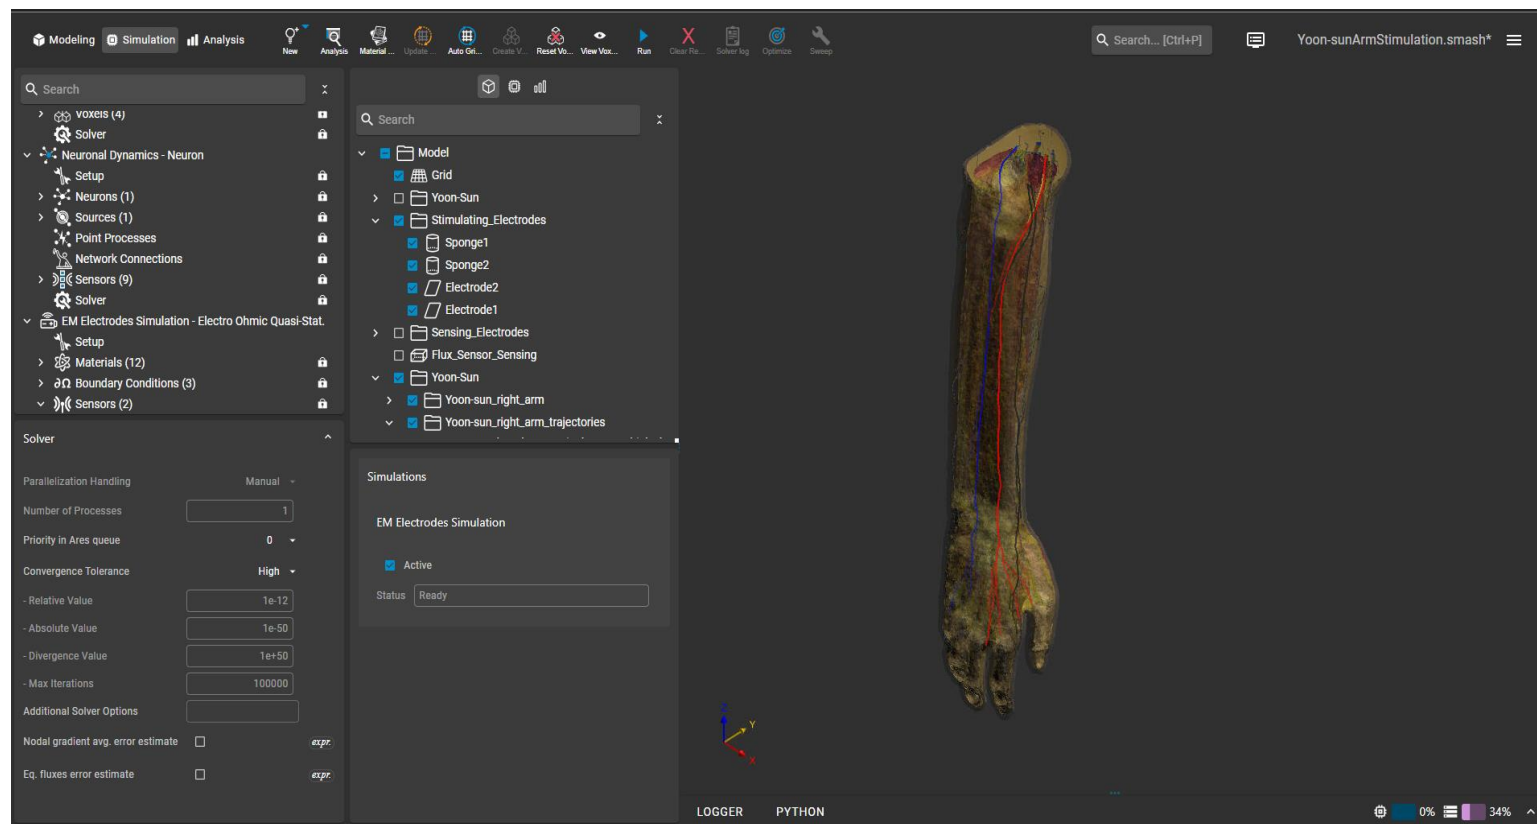 Modeling Simulation Analysis New Analysis Material ... Update ... Auto Gri... Create V... Reset Vo... View Vox... Run Clear Re... Solver log Optimize Sweep Search... [Ctrl+P] Yoon-sunArmStimulation.smash*
Search
Voxels (4)
Solver
Neuronal Dynamics - Neuron
Setup
Neurons (1)
Sources (1)
Point Processes
Network Connections
Sensors (9)
Solver
EM Electrodes Simulation - Electro Ohmic Quasi-Stat.
Setup
Materials (12)
∂Ω Boundary Conditions (3)
Sensors (2)
Solver
Parallelization Handling Manual
Number of Processes 1
Priority in Ares queue 0
Convergence Tolerance High
- Relative Value 1e-12
- Absolute Value 1e-50
- Divergence Value 1e+50
- Max Iterations 100000
Additional Solver Options
Nodal gradient avg. error estimate expr.
Eq. fluxes error estimate expr.
Search
Model
Grid
Yoon-Sun
Stimulating_Electrodes
Sponge1
Sponge2
Electrode2
Electrode1
Sensing_Electrodes
Flux_Sensor_Sensing
Yoon-Sun
Yoon-sun_right_arm
Yoon-sun_right_arm_trajectories
Simulations
EM Electrodes Simulation
Active
Status Ready
Z
Y
X
LOGGER PYTHON 0% 34%